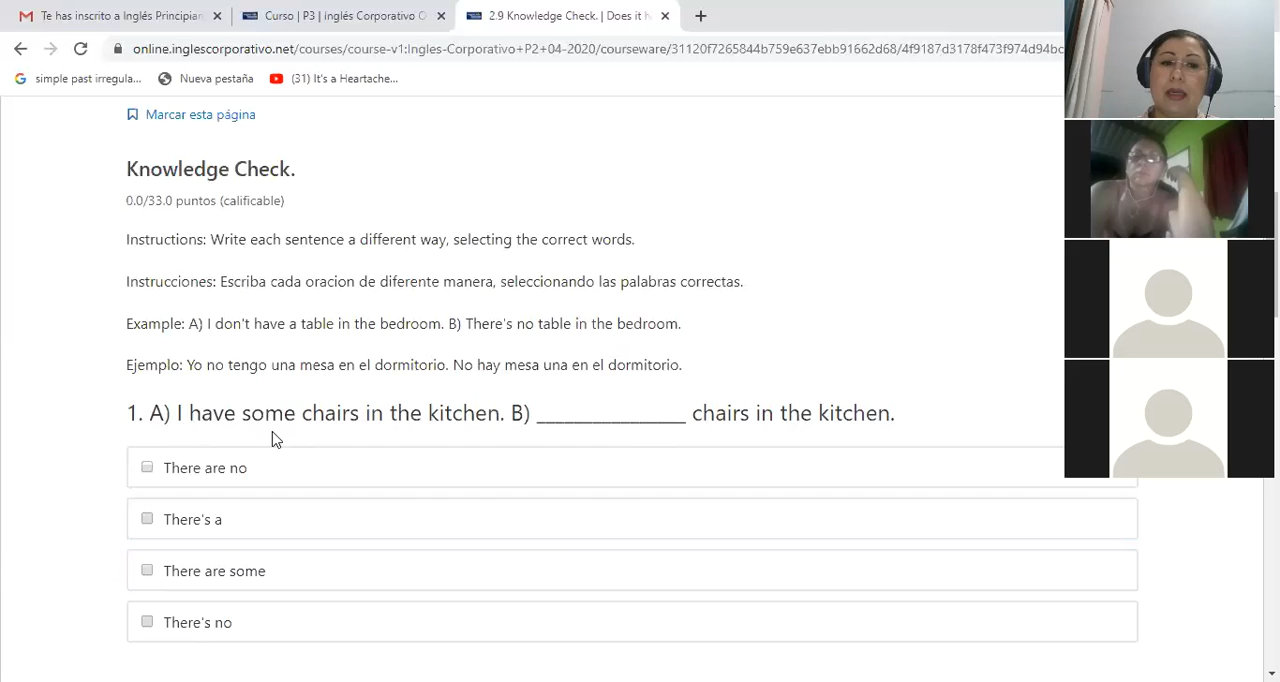 Te has inscrito a Inglés Principian
Curso | P3 | inglés Corporativo O
2.9 Knowledge Check. | Does it h
online.inglescorporativo.net/courses/course-v1:Ingles-Corporativo+P2+04-2020/courseware/31120f7265844b759e637ebb91662d68/4f9187d3178f473f974d94bc
simple past irregula...
Nueva pestaña
(31) It's a Heartache...
Marcar esta página
Knowledge Check.
0.0/33.0 puntos (calificable)
Instructions: Write each sentence a different way, selecting the correct words.
Instrucciones: Escriba cada oracion de diferente manera, seleccionando las palabras correctas.
Example: A) I don't have a table in the bedroom. B) There's no table in the bedroom.
Ejemplo: Yo no tengo una mesa en el dormitorio. No hay mesa una en el dormitorio.
1. A) I have some chairs in the kitchen. B) ________________ chairs in the kitchen.
There are no
There's a
There are some
There's no